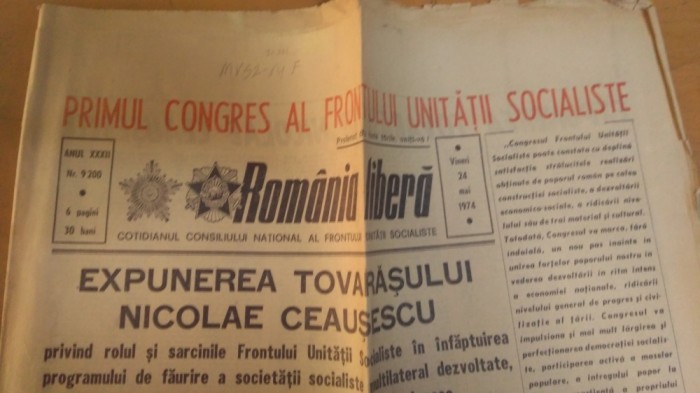 PRIMUL CONGRES AL FRONTULUI UNITĂȚII SOCIALISTE
ANUL XXXII
Nr. 9200
6 pagini
30 bani
România liberă
Vineri
24
mai
1974
COTIDIANUL CONSILIULUI NAȚIONAL AL FRONTULUI UNITĂȚII SOCIALISTE
EXPUNEREA TOVARĂȘULUI
NICOLAE CEAUȘESCU
privind rolul și sarcinile Frontului Unității Socialiste în înfăptuirea
programului de făurire a societății socialiste multilateral dezvoltate,
„Congresul Frontului Unității
Socialiste poate constata cu deplină
satisfacție strălucitele realizări
obținute de poporul român pe calea
construcției socialiste, a dezvoltării
economico-sociale, a ridicării nive-
lului său de trai material și cultural.
Totodată, Congresul va marca, fără
îndoială, un nou pas înainte în
unirea forțelor poporului nostru în
vederea dezvoltării în ritm intens
a economiei naționale, ridicării
nivelului general de progres și civi-
lizație al țării. Congresul va
impulsiona și mai mult lărgirea și
perfecționarea democrației socialis-
te, participarea activă a maselor
populare, a întregului popor la
a propriului